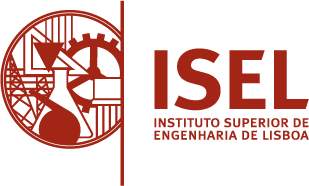 ISEL
INSTITUTO SUPERIOR DE
ENGENHARIA DE LISBOA